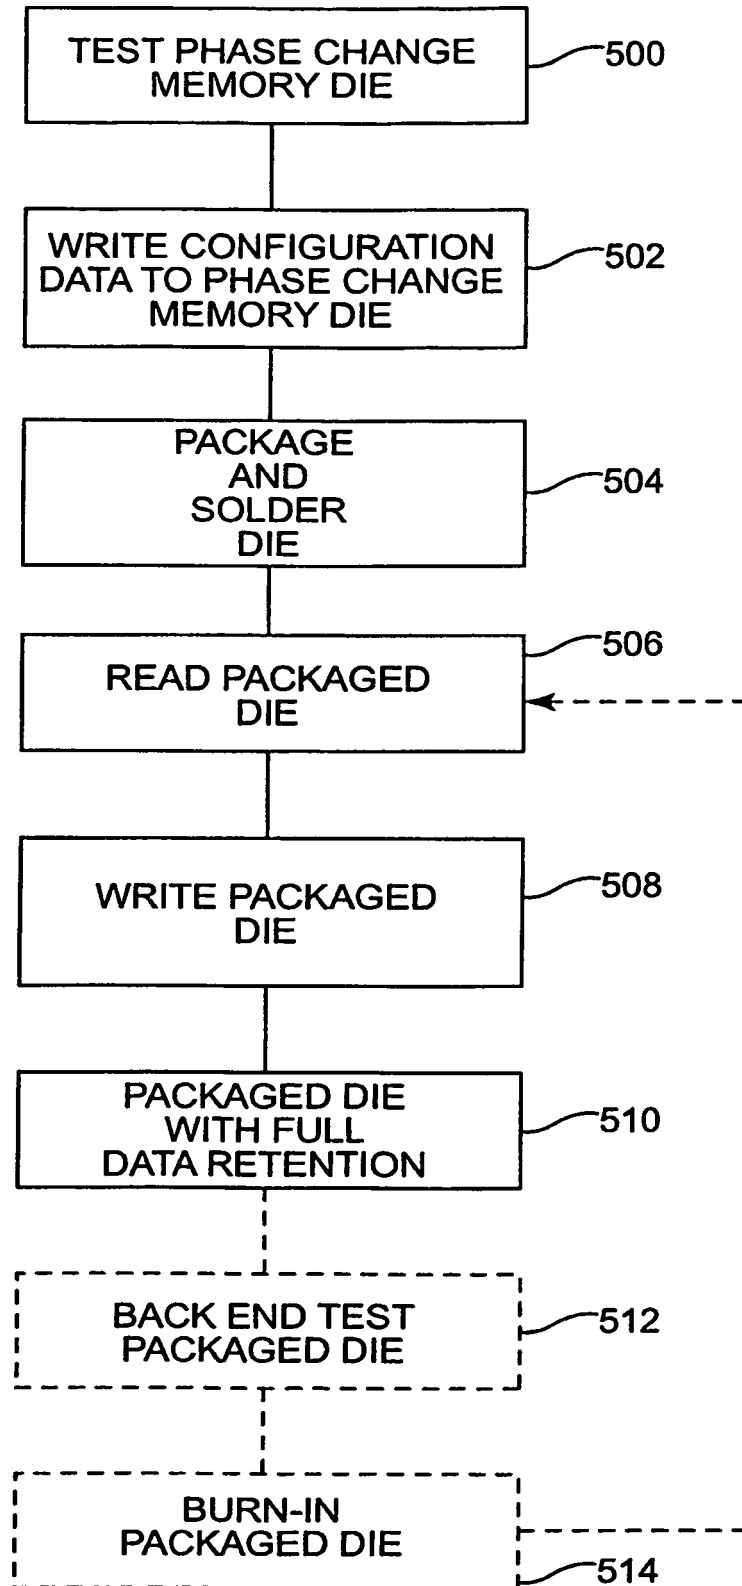 TEST PHASE CHANGE
MEMORY DIE
500
WRITE CONFIGURATION
DATA TO PHASE CHANGE
MEMORY DIE
502
PACKAGE
AND
SOLDER
DIE
504
READ PACKAGED
DIE
506
WRITE PACKAGED
DIE
508
PACKAGED DIE
WITH FULL
DATA RETENTION
510
BACK END TEST
PACKAGED DIE
512
BURN-IN
PACKAGED DIE
514